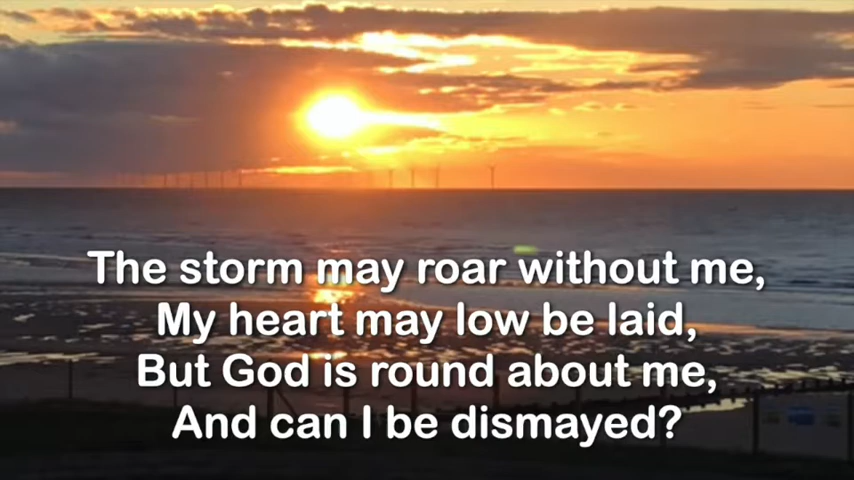 The storm may roar without me,
My heart may low be laid,
But God is round about me,
And can I be dismayed?